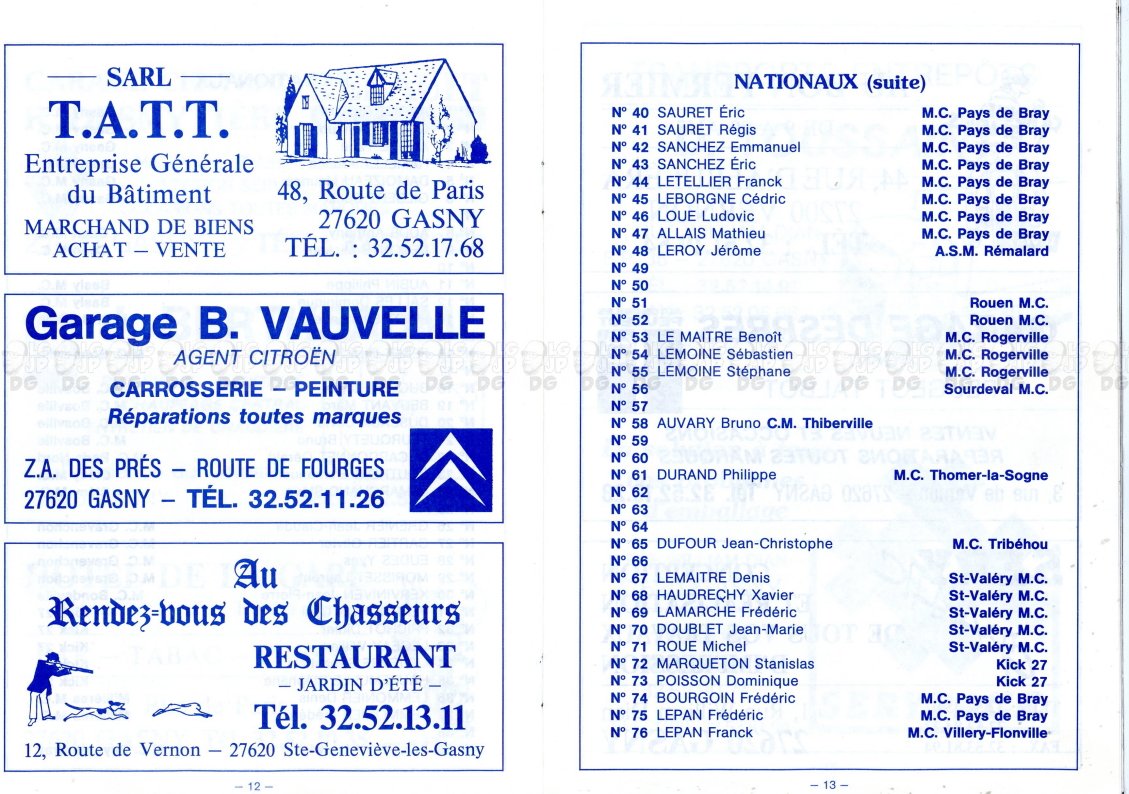 SARL
T.A.T.T.
Entreprise Générale
du Bâtiment
MARCHAND DE BIENS
ACHAT – VENTE
48, Route de Paris
27620 GASNY
TÉL. : 32.52.17.68
Garage B. VAUVELLE
AGENT CITROËN
CARROSSERIE – PEINTURE
Réparations toutes marques
Z.A. DES PRÉS – ROUTE DE FOURGES
27620 GASNY – TÉL. 32.52.11.26
Au
Rendez-vous des Chasseurs
RESTAURANT
– JARDIN D'ÉTÉ –
Tél. 32.52.13.11
12, Route de Vernon – 27620 Ste-Geneviève-les-Gasny
– 12 –
NATIONAUX (suite)
N° 40 SAURET Éric M.C. Pays de Bray
N° 41 SAURET Régis M.C. Pays de Bray
N° 42 SANCHEZ Emmanuel M.C. Pays de Bray
N° 43 SANCHEZ Éric M.C. Pays de Bray
N° 44 LETELLIER Franck M.C. Pays de Bray
N° 45 LEBORGNE Cédric M.C. Pays de Bray
N° 46 LOUE Ludovic M.C. Pays de Bray
N° 47 ALLAIS Mathieu M.C. Pays de Bray
N° 48 LEROY Jérôme A.S.M. Rémalard
N° 49
N° 50
N° 51 Rouen M.C.
N° 52 Rouen M.C.
N° 53 LE MAITRE Benoît M.C. Rogerville
N° 54 LEMOINE Sébastien M.C. Rogerville
N° 55 LEMOINE Stéphane M.C. Rogerville
N° 56 Sourdeval M.C.
N° 57
N° 58 AUVARY Bruno C.M. Thiberville
N° 59
N° 60
N° 61 DURAND Philippe M.C. Thomer-la-Sogne
N° 62
N° 63
N° 64
N° 65 DUFOUR Jean-Christophe M.C. Tribéhou
N° 66
N° 67 LEMAITRE Denis St-Valéry M.C.
N° 68 HAUDRECHY Xavier St-Valéry M.C.
N° 69 LAMARCHE Frédéric St-Valéry M.C.
N° 70 DOUBLET Jean-Marie St-Valéry M.C.
N° 71 ROUE Michel St-Valéry M.C.
N° 72 MARQUETON Stanislas Kick 27
N° 73 POISSON Dominique Kick 27
N° 74 BOURGOIN Frédéric M.C. Pays de Bray
N° 75 LEPAN Frédéric M.C. Pays de Bray
N° 76 LEPAN Franck M.C. Villery-Flonville
– 13 –